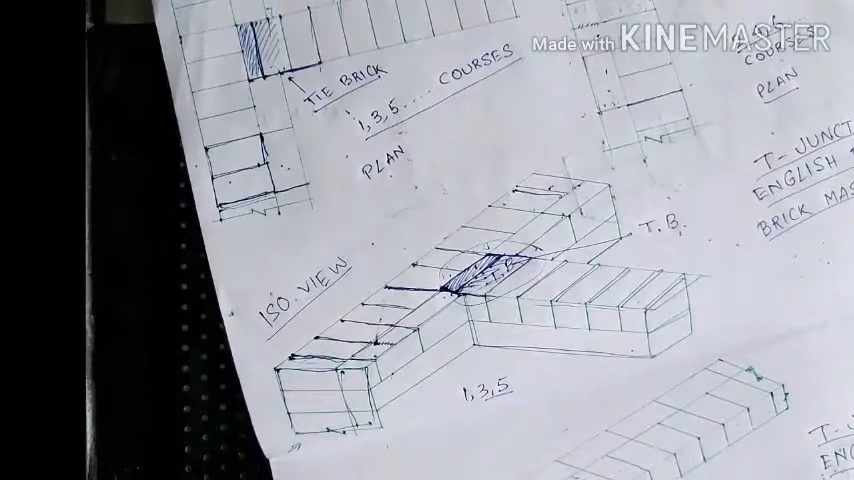 Made with KINEMASTER
TIE BRICK
1,3,5.... COURSES
PLAN
COURSES
PLAN
T-JUNCT
ENGLISH
BRICK MAS
T.B.
T.B
ISO. VIEW
1,3,5
T-J
ENG